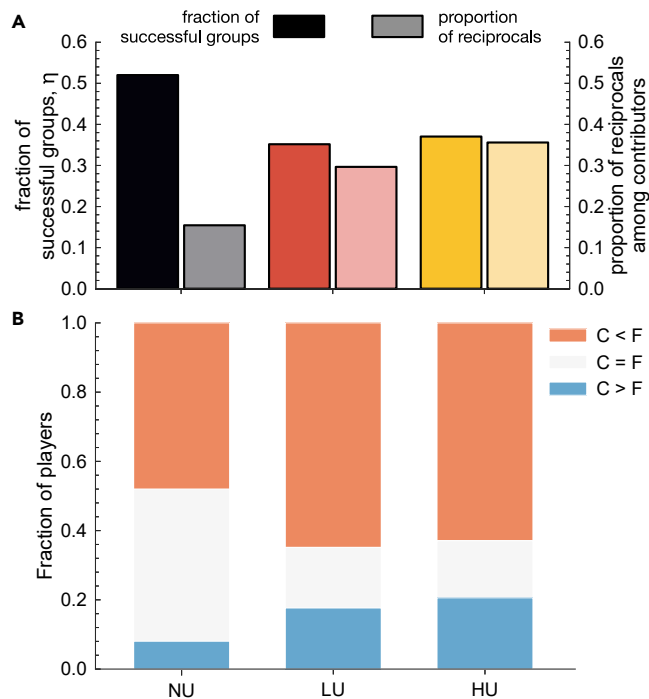 A
fraction of
successful groups
proportion
of reciprocals
0.6
0.5
0.4
0.3
0.2
0.1
0.0
fraction of
successful groups, η
0.6
0.5
0.4
0.3
0.2
0.1
0.0
proportion of reciprocals
among contributors
B
1.0
0.8
0.6
0.4
0.2
0.0
Fraction of players
C < F
C = F
C > F
NU
LU
HU